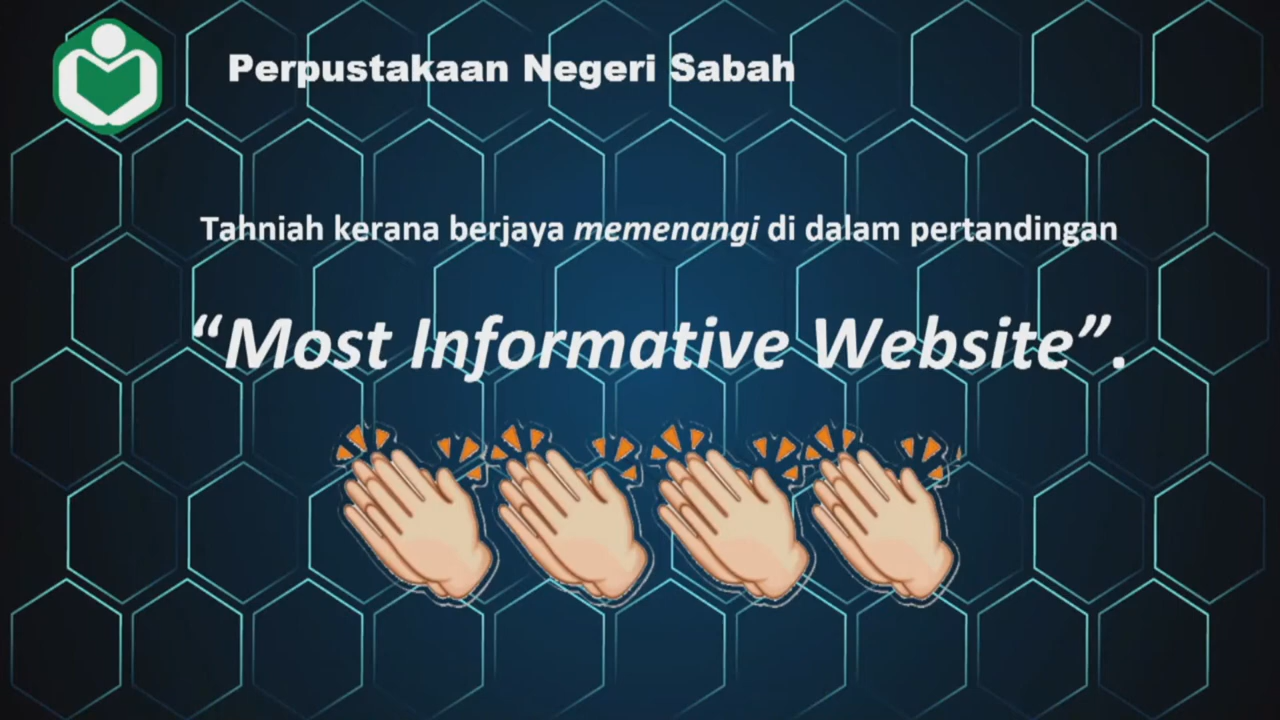 Perpustakaan Negeri Sabah
Tahniah kerana berjaya memenangi di dalam pertandingan
“Most Informative Website”.